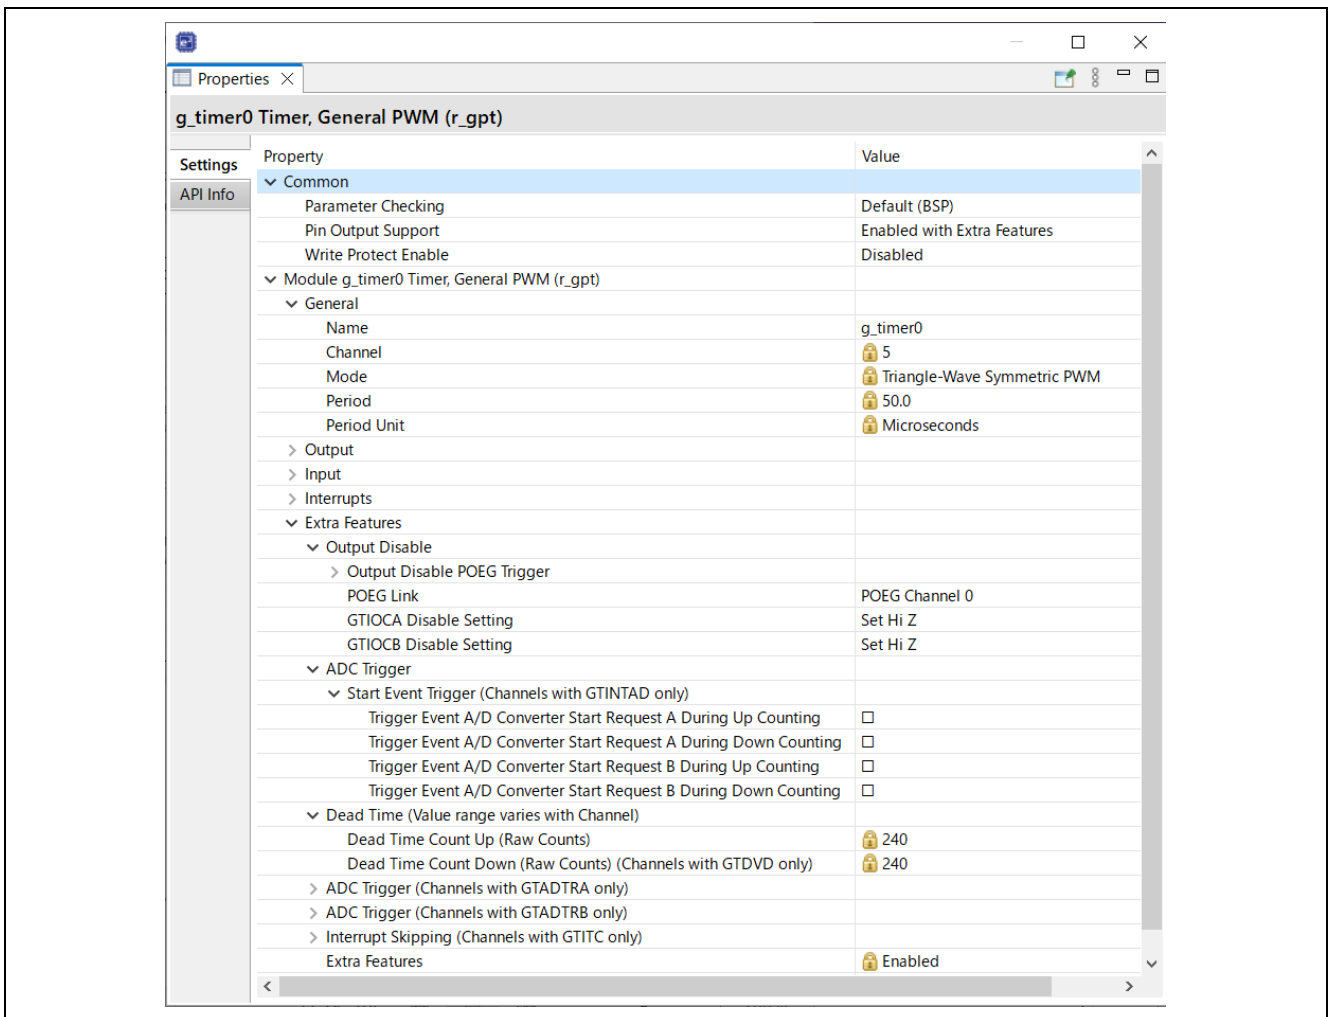 Properties
g_timer0 Timer, General PWM (r_gpt)
Settings
API Info
Property Value
Common
Parameter Checking Default (BSP)
Pin Output Support Enabled with Extra Features
Write Protect Enable Disabled
Module g_timer0 Timer, General PWM (r_gpt)
General
Name g_timer0
Channel 5
Mode Triangle-Wave Symmetric PWM
Period 50.0
Period Unit Microseconds
Output
Input
Interrupts
Extra Features
Output Disable
Output Disable POEG Trigger
POEG Link POEG Channel 0
GTIOCA Disable Setting Set Hi Z
GTIOCB Disable Setting Set Hi Z
ADC Trigger
Start Event Trigger (Channels with GTINTAD only)
Trigger Event A/D Converter Start Request A During Up Counting
Trigger Event A/D Converter Start Request A During Down Counting
Trigger Event A/D Converter Start Request B During Up Counting
Trigger Event A/D Converter Start Request B During Down Counting
Dead Time (Value range varies with Channel)
Dead Time Count Up (Raw Counts) 240
Dead Time Count Down (Raw Counts) (Channels with GTDVD only) 240
ADC Trigger (Channels with GTADTRA only)
ADC Trigger (Channels with GTADTRB only)
Interrupt Skipping (Channels with GTITC only)
Extra Features Enabled